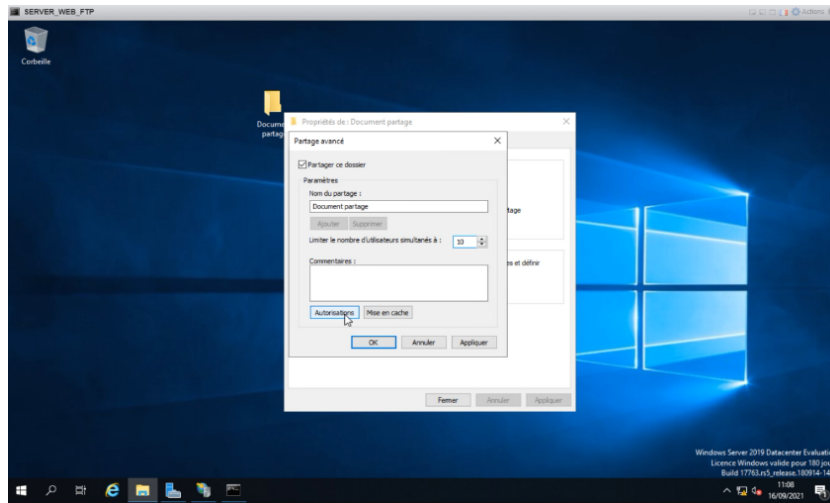 SERVER_WEB_FTP
Actions
Corbeille
Propriétés de : Document partage
partag
Partage avancé
Partager ce dossier
Paramètres
Nom du partage :
Document partage
Ajouter Supprimer
Limiter le nombre d'utilisateurs simultanés à : 10
Commentaires :
es et définir
Autorisations Mise en cache
OK Annuler Appliquer
Fermer Annuler Appliquer
Windows Server 2019 Datacenter Evaluati
Licence Windows valide pour 180 jou
Build 17763.rs5_release.180914-14
11:08
16/09/2021